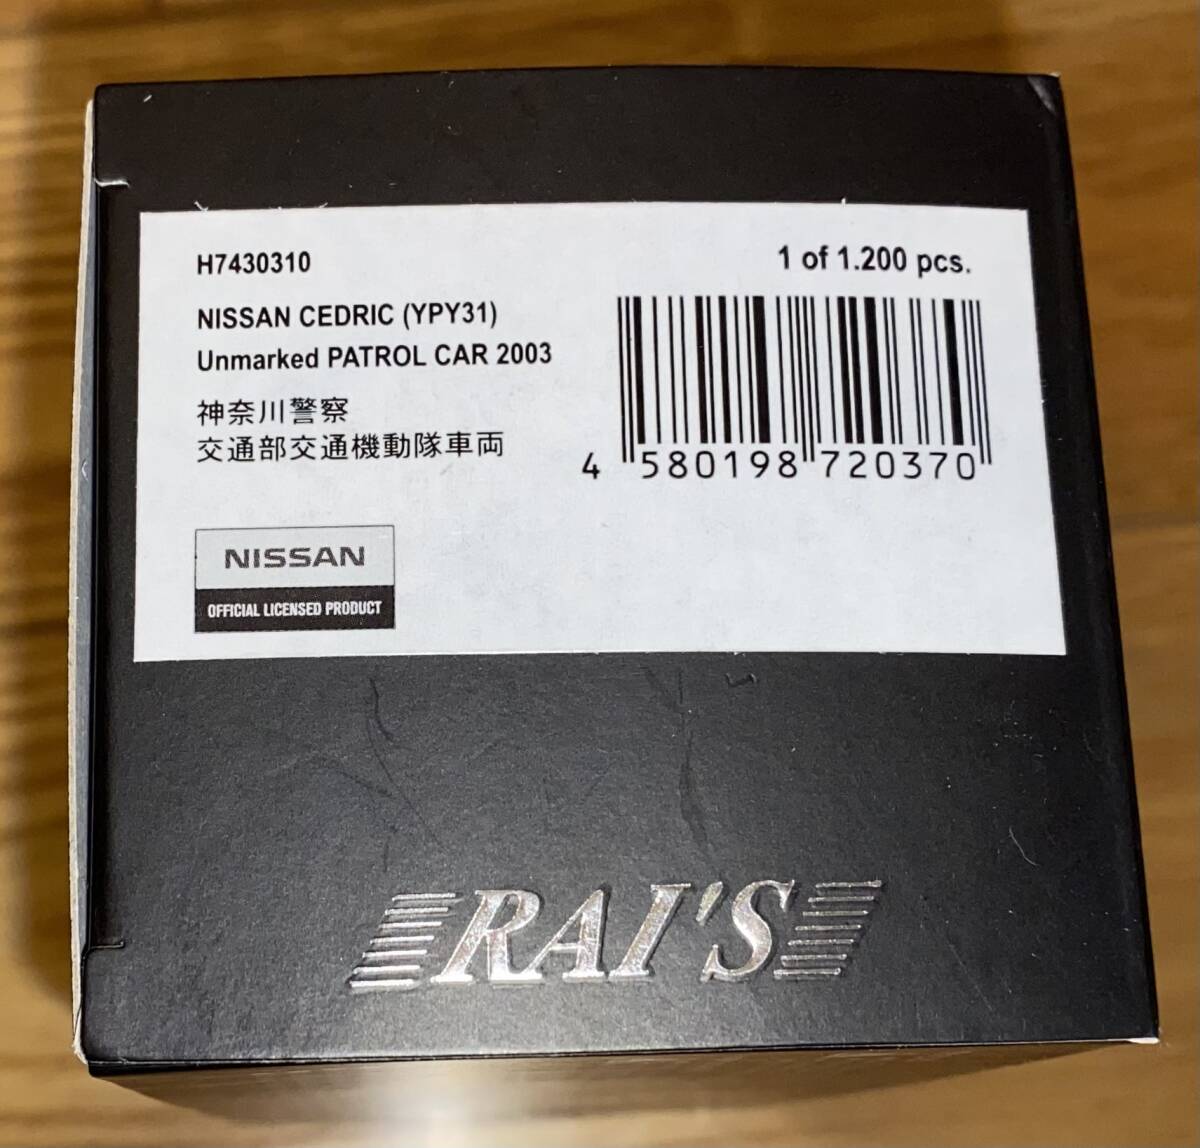 H7430310
1 of 1.200 pcs.
NISSAN CEDRIC (YPY31)
Unmarked PATROL CAR 2003
神奈川警察
交通部交通機動隊車両
4 580198 720370
NISSAN
OFFICIAL LICENSED PRODUCT
RAI'S